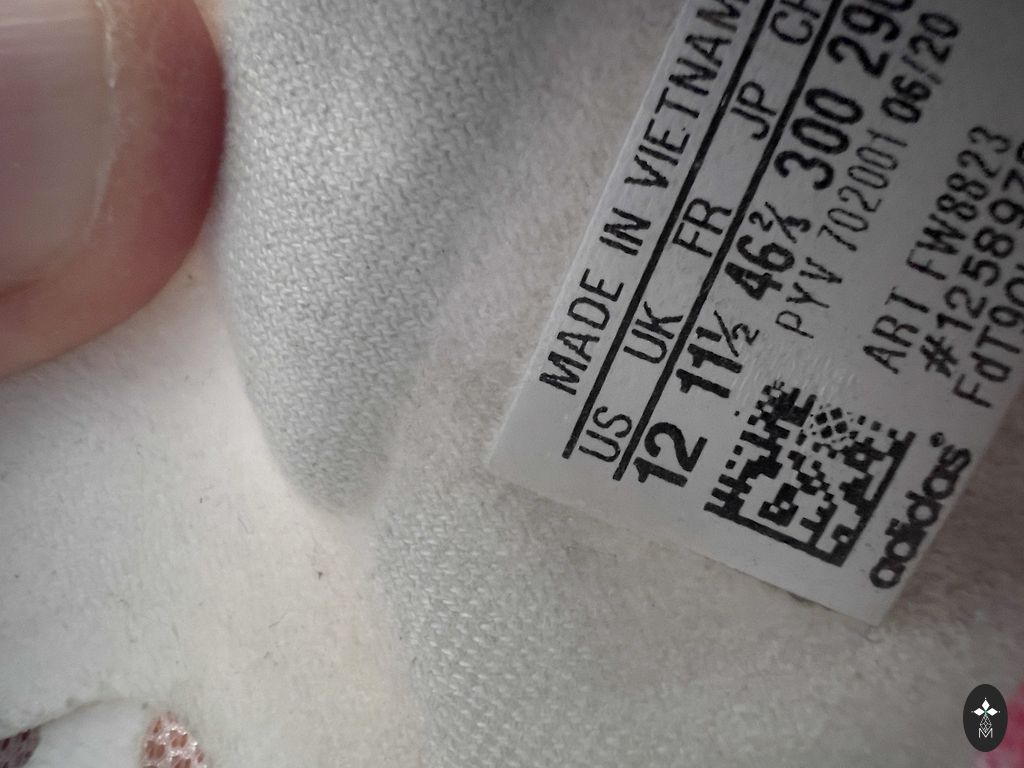 MADE IN VIETNAM
US UK FR JP
12 11½ 46⅔ 300
PYV 702001 06/20
ART FW8823
adidas®
M